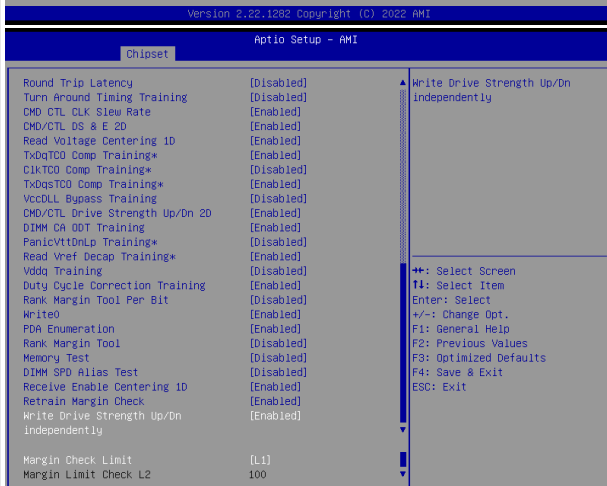 Version 2.22.1282 Copyright (C) 2022 AMI
Aptio Setup - AMI
Chipset
Round Trip Latency [Disabled]
Turn Around Timing Training [Disabled]
CMD CTL CLK Slew Rate [Enabled]
CMD/CTL DS & E 2D [Enabled]
Read Voltage Centering 1D [Enabled]
TxDqTCO Comp Training* [Enabled]
ClkTCO Comp Training* [Disabled]
TxDqsTCO Comp Training* [Enabled]
VccDLL Bypass Training [Disabled]
CMD/CTL Drive Strength Up/Dn 2D [Enabled]
DIMM CA ODT Training [Enabled]
PanicVttDnLp Training* [Disabled]
Read Vref Decap Training* [Enabled]
Vddq Training [Disabled]
Duty Cycle Correction Training [Enabled]
Rank Margin Tool Per Bit [Disabled]
Write0 [Enabled]
PDA Enumeration [Enabled]
Rank Margin Tool [Disabled]
Memory Test [Disabled]
DIMM SPD Alias Test [Disabled]
Receive Enable Centering 1D [Enabled]
Retrain Margin Check [Enabled]
Write Drive Strength Up/Dn [Enabled]
independently
Margin Check Limit [L1]
Margin Limit Check L2 100
Write Drive Strength Up/Dn
independently
→←: Select Screen
↑↓: Select Item
Enter: Select
+/-: Change Opt.
F1: General Help
F2: Previous Values
F3: Optimized Defaults
F4: Save & Exit
ESC: Exit